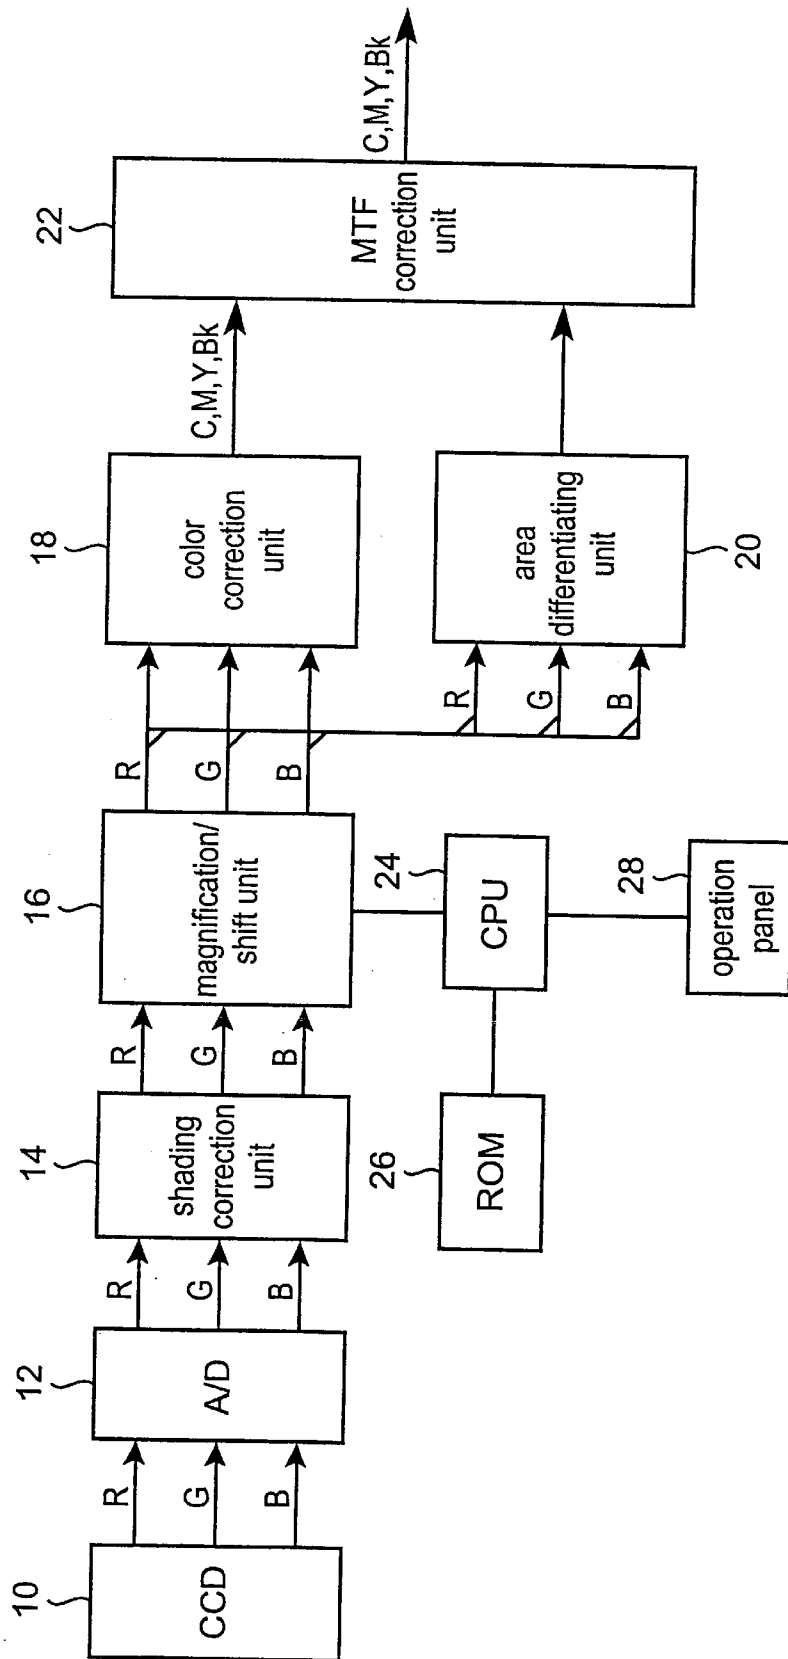 10
CCD
R
G
B
12
A/D
R
G
B
14
shading
correction
unit
R
G
B
16
magnification/
shift unit
R
G
B
18
color
correction
unit
C,M,Y,Bk
R
G
B
area
differentiating
unit
20
22
MTF
correction
unit
C,M,Y,Bk
24
CPU
26
ROM
28
operation
panel